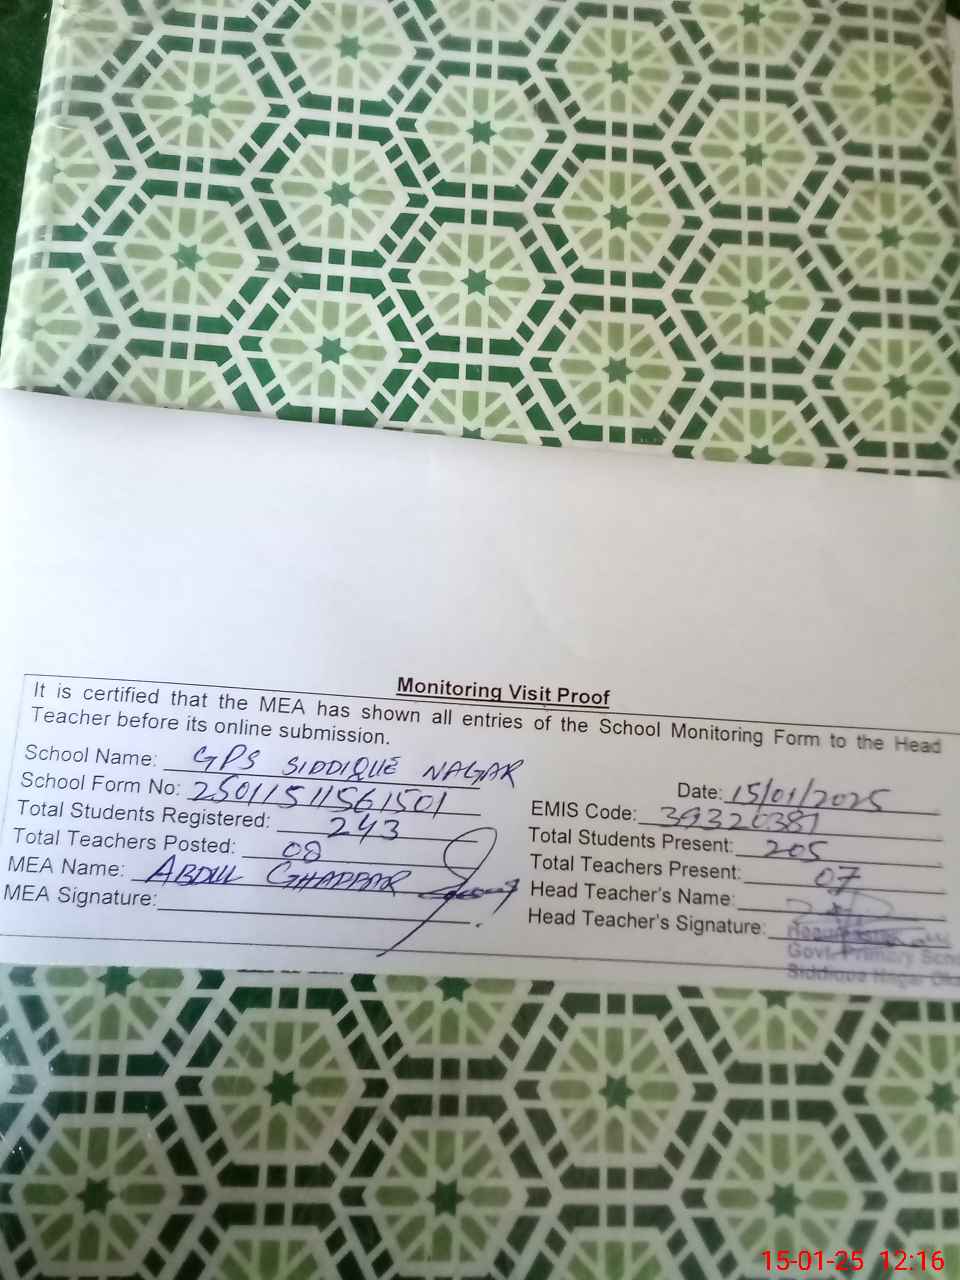 Monitoring Visit Proof
It is certified that the MEA has shown all entries of the School Monitoring Form to the Head
Teacher before its online submission.
School Name: GPS SIDDIQUE NAGAR
Date: 15/01/2025
School Form No: 25011511561501
EMIS Code: 39320381
Total Students Registered: 243
Total Students Present: 205
Total Teachers Posted: 08
Total Teachers Present: 07
MEA Name: ABDUL GHAFFAR
Head Teacher's Name:
MEA Signature:
Head Teacher's Signature:
Govt. Primary
Siddique Nagar
15-01-25 12:16